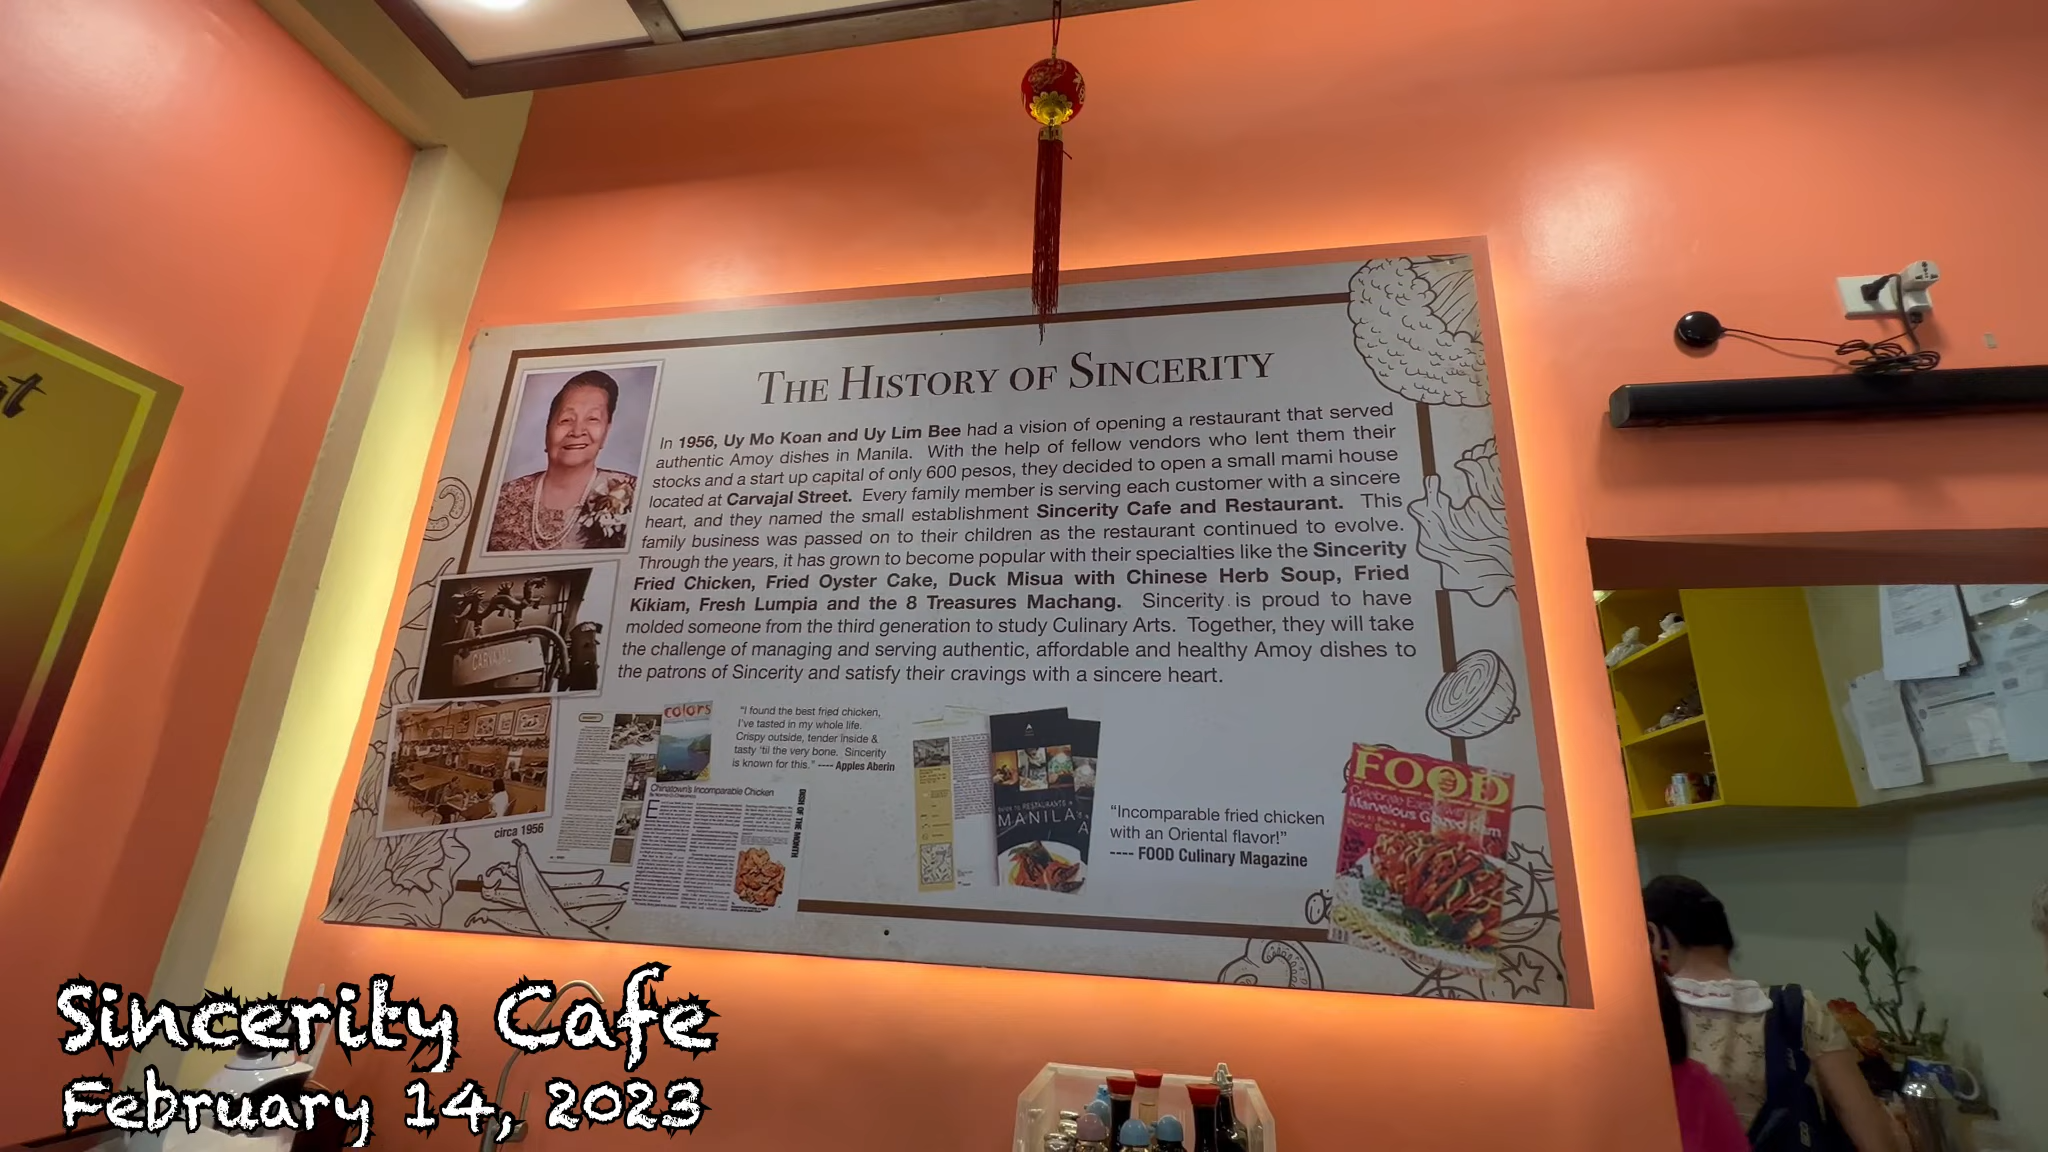 THE HISTORY OF SINCERITY
In 1956, Uy Mo Koan and Uy Lim Bee had a vision of opening a restaurant that served
authentic Amoy dishes in Manila. With the help of fellow vendors who lent them their
stocks and a start up capital of only 600 pesos, they decided to open a small mami house
located at Carvajal Street. Every family member is serving each customer with a sincere
heart, and they named the small establishment Sincerity Cafe and Restaurant. This
family business was passed on to their children as the restaurant continued to evolve.
Through the years, it has grown to become popular with their specialties like the Sincerity
Fried Chicken, Fried Oyster Cake, Duck Misua with Chinese Herb Soup, Fried
Kikiam, Fresh Lumpia and the 8 Treasures Machang. Sincerity is proud to have
molded someone from the third generation to study Culinary Arts. Together, they will take
the challenge of managing and serving authentic, affordable and healthy Amoy dishes to
the patrons of Sincerity and satisfy their cravings with a sincere heart.
CARVAJAL
circa 1956
colors
"I found the best fried chicken,
I've tasted in my whole life.
Crispy outside, tender inside &
tasty 'til the very bone. Sincerity
is known for this." ---- Apples Aberin
Chinatown's Incomparable Chicken
DISH OF THE MONTH
GUIDE TO RESTAURANTS
MANILA
"Incomparable fried chicken
with an Oriental flavor!"
---- FOOD Culinary Magazine
FOOD
Sincerity Cafe
February 14, 2023